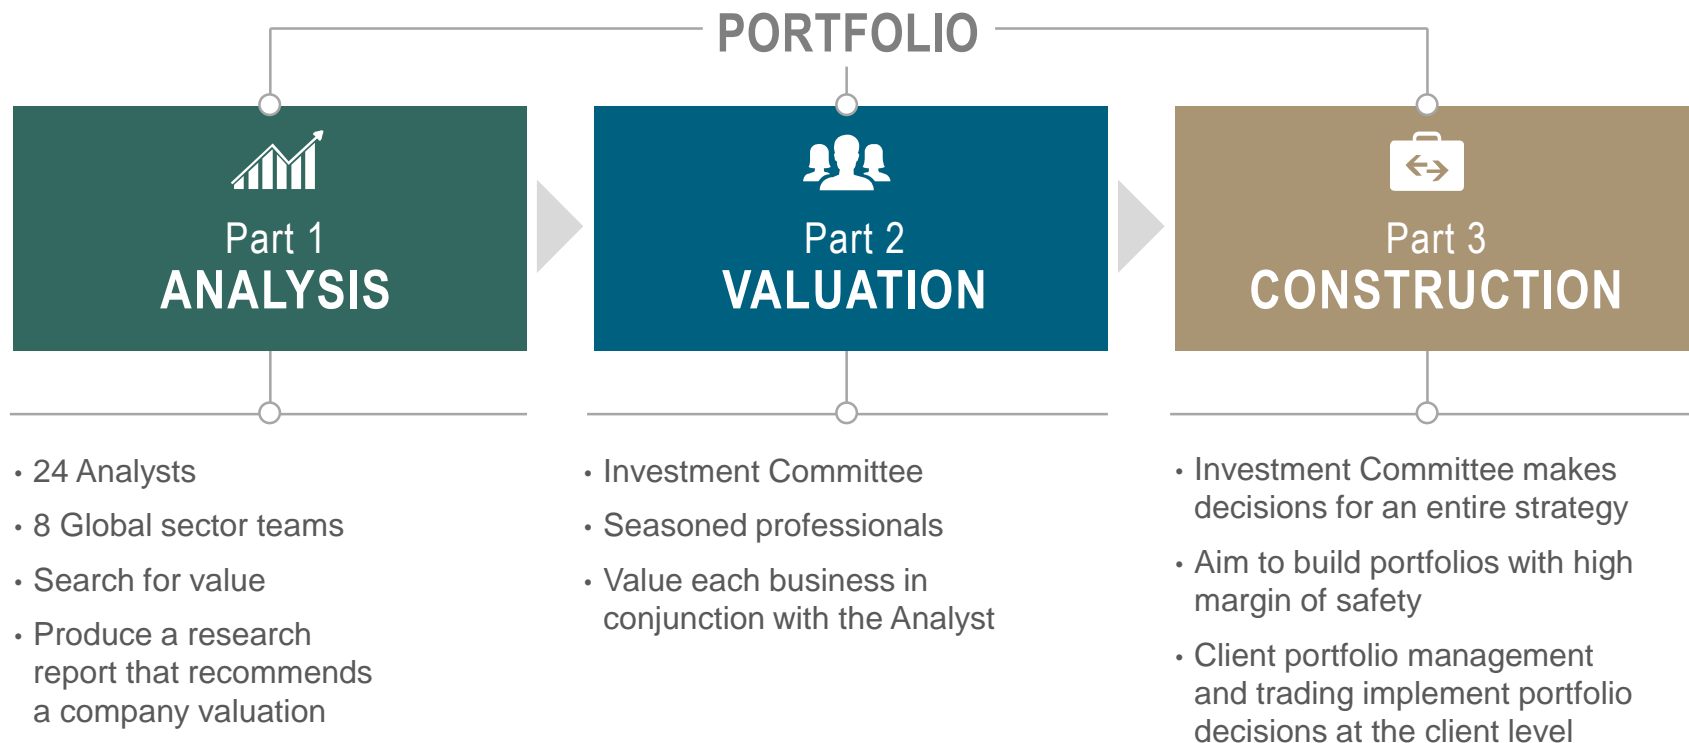 PORTFOLIO
Part 1
ANALYSIS
Part 2
VALUATION
Part 3
CONSTRUCTION
• 24 Analysts
• 8 Global sector teams
• Search for value
• Produce a research
report that recommends
a company valuation
• Investment Committee
• Seasoned professionals
• Value each business in
conjunction with the Analyst
• Investment Committee makes
decisions for an entire strategy
• Aim to build portfolios with high
margin of safety
• Client portfolio management
and trading implement portfolio
decisions at the client level